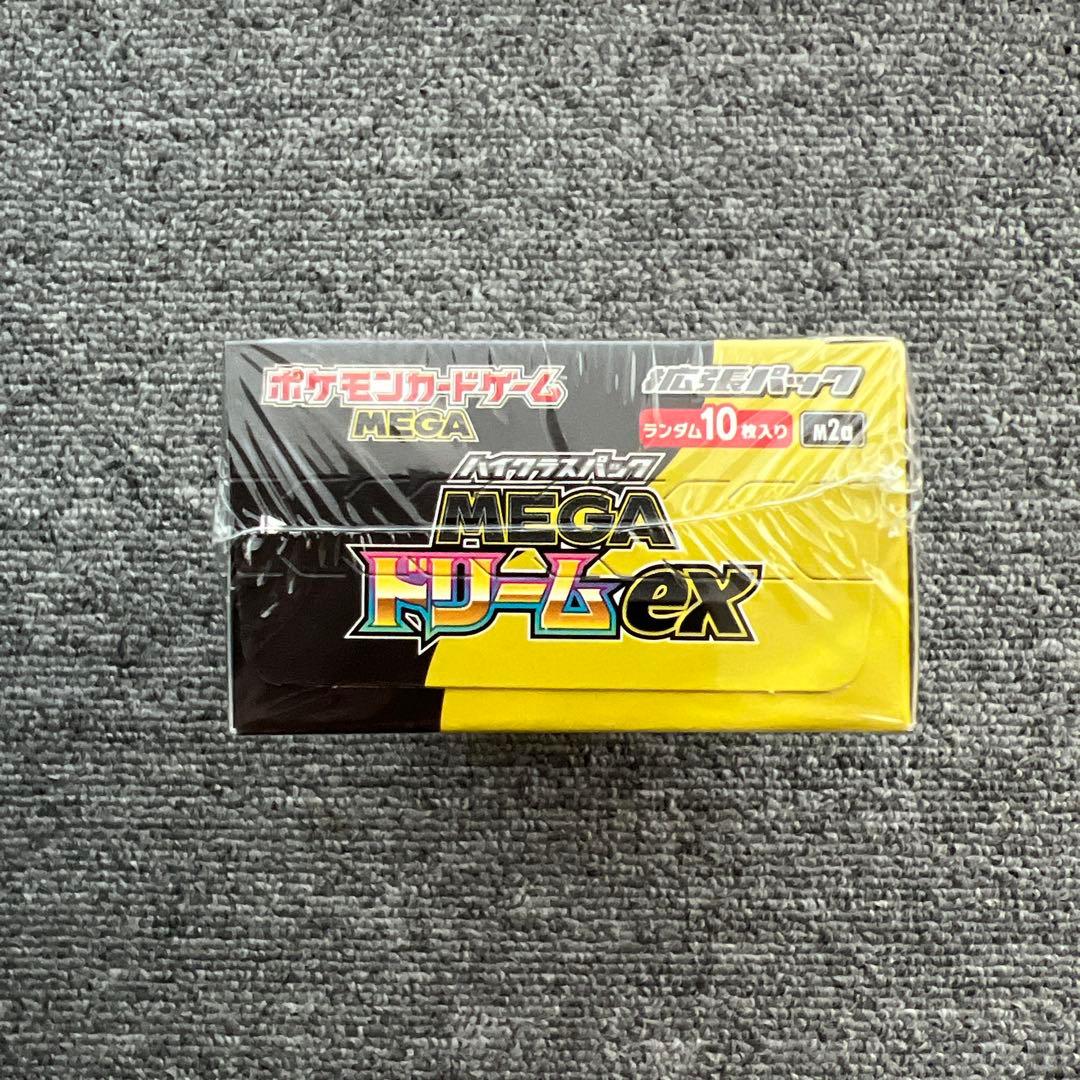 ポケモンカードゲーム
MEGA
拡張パック
ランダム10枚入り
M2a
ハイクラスパック
MEGA
ドリームex